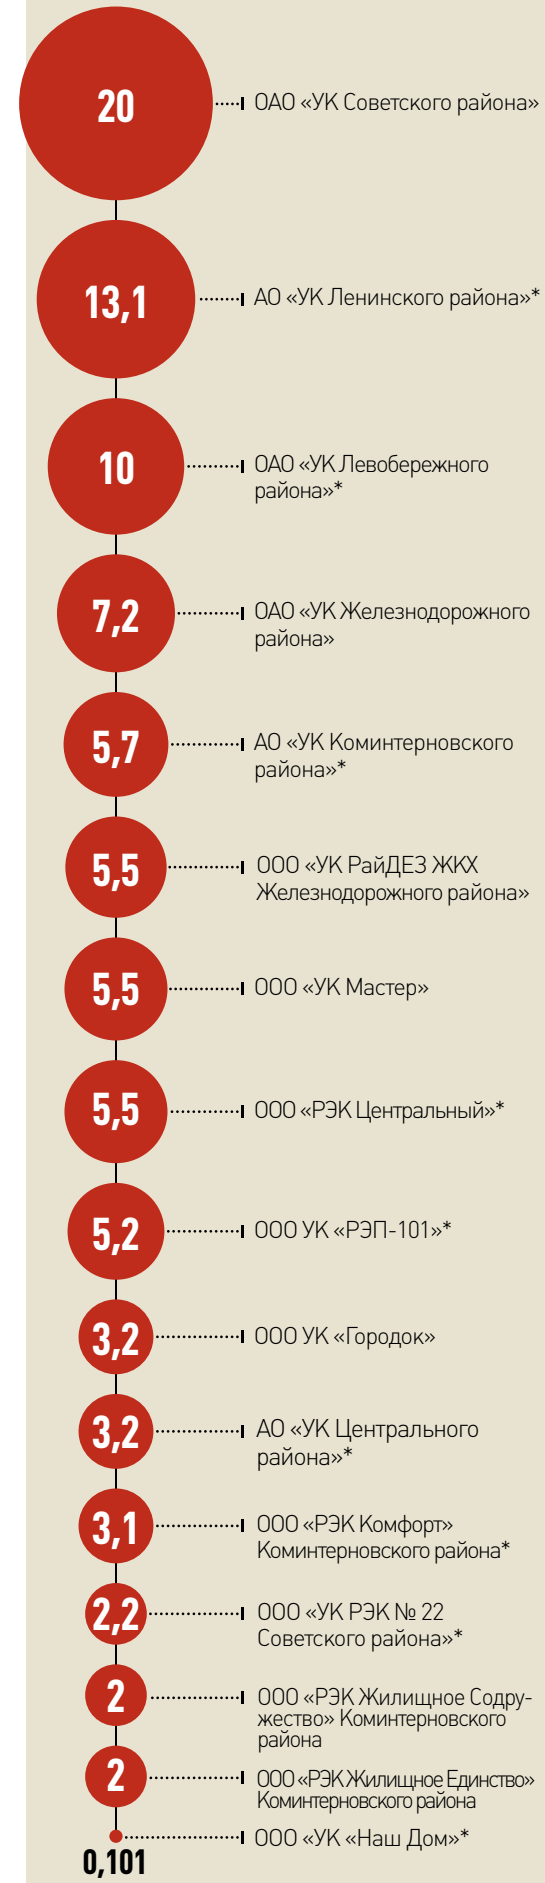 20
ОАО «УК Советского района»
13,1
АО «УК Ленинского района»*
10
ОАО «УК Левобережного
района»*
7,2
ОАО «УК Железнодорожного
района»
5,7
АО «УК Коминтерновского
района»*
5,5
ООО «УК РайДЕЗ ЖКХ
Железнодорожного района»
5,5
ООО «УК Мастер»
5,5
ООО «РЭК Центральный»*
5,2
ООО УК «РЭП-101»*
3,2
ООО УК «Городок»
3,2
АО «УК Центрального
района»*
3,1
ООО «РЭК Комфорт»
Коминтерновского района*
2,2
ООО «УК РЭК № 22
Советского района»*
2
ООО «РЭК Жилищное Содру-
жество» Коминтерновского
района
2
ООО «РЭК Жилищное Единство»
Коминтерновского района
ООО «УК «Наш Дом»*
0,101